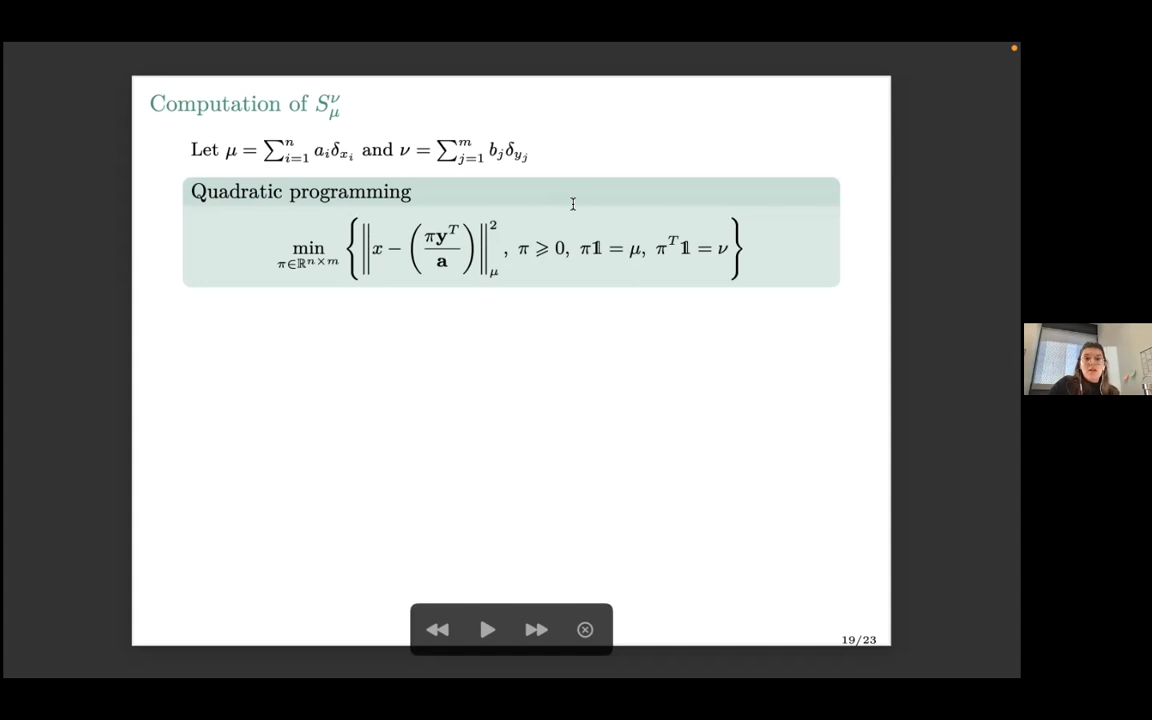 Computation of $S_\mu^\nu$
Let $\mu = \sum_{i=1}^n a_i\delta_{x_i}$ and $\nu = \sum_{j=1}^m b_j\delta_{y_j}$
Quadratic programming
$\min_{\pi\in\mathbb{R}^{n\times m}} \left\{ \left\| x - \left( \frac{\pi \mathbf{y}^T}{\mathbf{a}} \right) \right\|_\mu^2, \ \pi \geqslant 0, \ \pi\mathbb{1} = \mu, \ \pi^T\mathbb{1} = \nu \right\}$
19/23